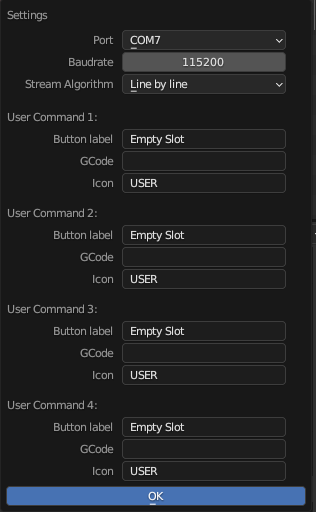 Settings
Port COM7
Baudrate 115200
Stream Algorithm Line by line
User Command 1:
Button label Empty Slot
GCode
Icon USER
User Command 2:
Button label Empty Slot
GCode
Icon USER
User Command 3:
Button label Empty Slot
GCode
Icon USER
User Command 4:
Button label Empty Slot
GCode
Icon USER
OK